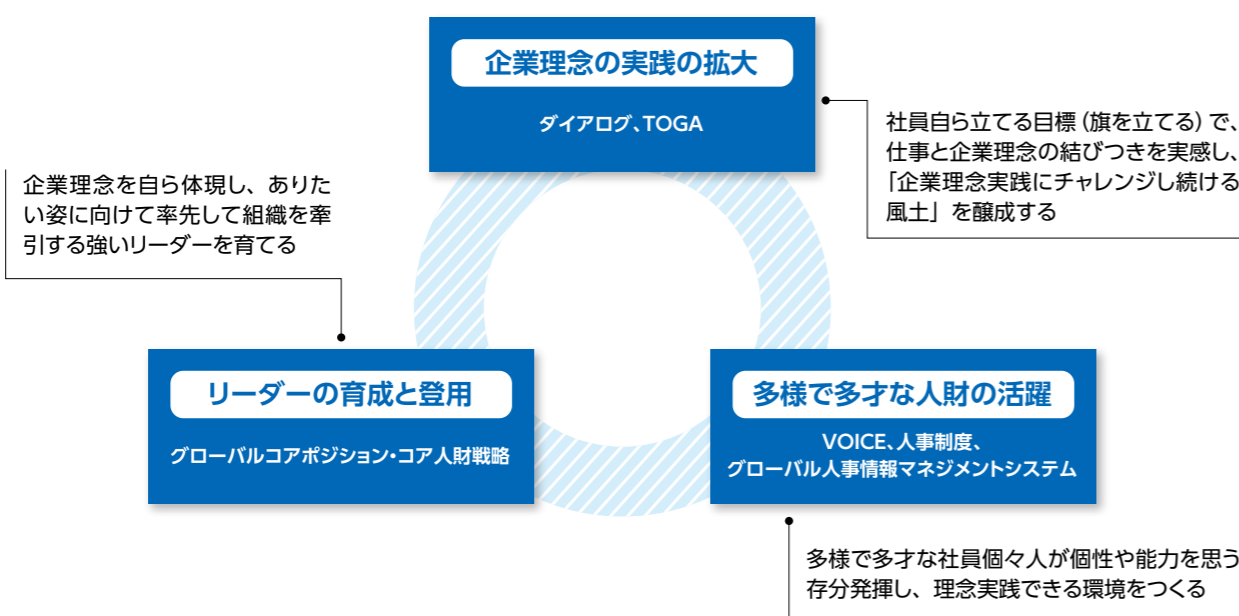 企業理念の実践の拡大
ダイアログ、TOGA
社員自ら立てる目標（旗を立てる）で、
仕事と企業理念の結びつきを実感し、
「企業理念実践にチャレンジし続ける
風土」を醸成する
企業理念を自ら体現し、ありた
い姿に向けて率先して組織を牽
引する強いリーダーを育てる
リーダーの育成と登用
グローバルコアポジション・コア人財戦略
多様で多才な人財の活躍
VOICE、人事制度、
グローバル人事情報マネジメントシステム
多様で多才な社員個々人が個性や能力を思う
存分発揮し、理念実践できる環境をつくる